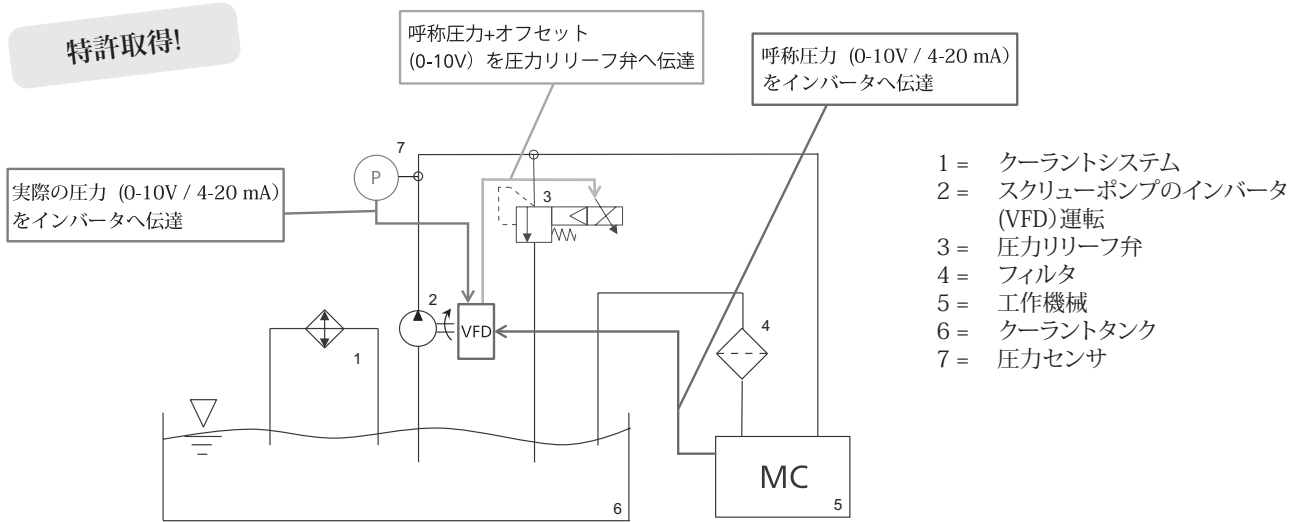 特許取得!
呼称圧力+オフセット
(0-10V）を圧力リリーフ弁へ伝達
呼称圧力 (0-10V / 4-20 mA)
をインバータへ伝達
実際の圧力 (0-10V / 4-20 mA)
をインバータへ伝達
7
P
3
2
VFD
4
1
MC
5
6
1 = クーラントシステム
2 = スクリューポンプのインバータ
(VFD)運転
3 = 圧力リリーフ弁
4 = フィルタ
5 = 工作機械
6 = クーラントタンク
7 = 圧力センサ